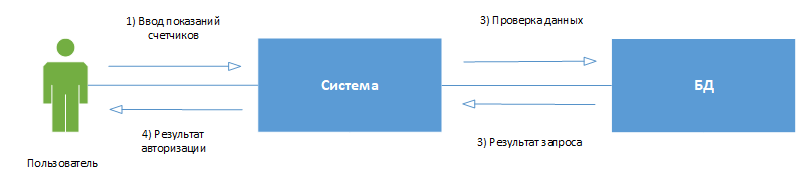 1) Ввод показаний
счетчиков
3) Проверка данных
Система
БД
4) Результат
авторизации
3) Результат запроса
Пользователь